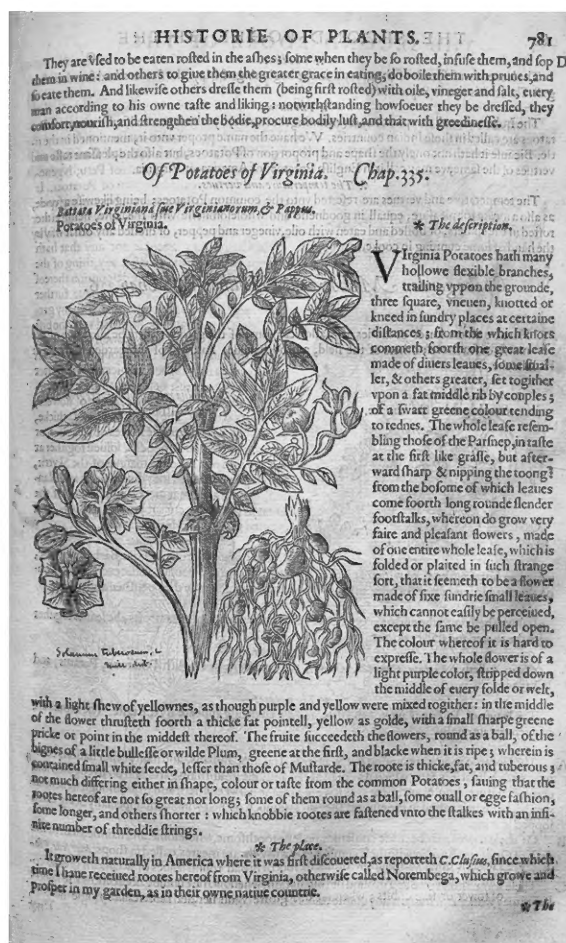 HISTORIE OF PLANTS. 781
They are vsed to be eaten rosted in the ashes; some when they be so rosted, infuse them, and sop D
them in wine: and others to giue them the greater grace in eating, do boile them with prunes, and
so eate them. And likewise others dresse them (being first rosted) with oile, vineger and salt, euery
man according to his owne taste and liking: notwithstanding howsoeuer they be dressed, they
comfort, nourish, and strengthen the bodie, procure bodily lust, and that with greedinesse.
Of Potatoes of Virginia. Chap. 335.
Battata Virginiana siue Virginianorum, & Pappus.
Potatoes of Virginia.
* The description.
VIrginia Potatoes hath many
hollowe flexible branches,
trailing vppon the grounde,
three square, vneuen, knotted or
kneed in sundry places at certaine
distances; from the which knots
commeth foorth one great leafe
made of diuers leaues, some smal-
ler, & others greater, set togither
vpon a fat middle rib by couples;
of a swart greene colour tending
to rednes. The whole leafe resem-
bling those of the Parsnep, in taste
at the first like grasse, but after-
ward sharp & nipping the toong:
from the bosome of which leaues
come foorth long rounde slender
footstalks, whereon do grow very
faire and pleasant flowers, made
of one entire whole leafe, which is
folded or plaited in such strange
sort, that it seemeth to be a flower
made of sixe sundrie small leaues,
which cannot easily be perceiued,
except the same be pulled open.
The colour whereof it is hard to
expresse. The whole flower is of a
light purple color, stripped down
the middle of euery folde or welt,
with a light shew of yellownes, as though purple and yellow were mixed togither: in the middle
of the flower thrusteth foorth a thicke fat pointell, yellow as golde, with a small sharpe greene
pricke or point in the middest thereof. The fruite succeedeth the flowers, round as a ball, of the
bignes of a little bullesse or wilde Plum, greene at the first, and blacke when it is ripe; wherein is
contained small white seede, lesser than those of Mustarde. The roote is thicke, fat, and tuberous;
not much differing either in shape, colour or taste from the common Potatoes, sauing that the
rootes hereof are not so great nor long; some of them round as a ball, some ouall or egge fashion,
some longer, and others shorter: which knobbie rootes are fastened vnto the stalkes with an infi-
nite number of threddie strings.
* The place.
It groweth naturally in America where it was first discouered, as reporteth C. Clusius, since which
time I haue receiued rootes hereof from Virginia, otherwise called Norembega, which growe and
prosper in my garden, as in their owne natiue countrie.
* The
Solanum tuberosum, L